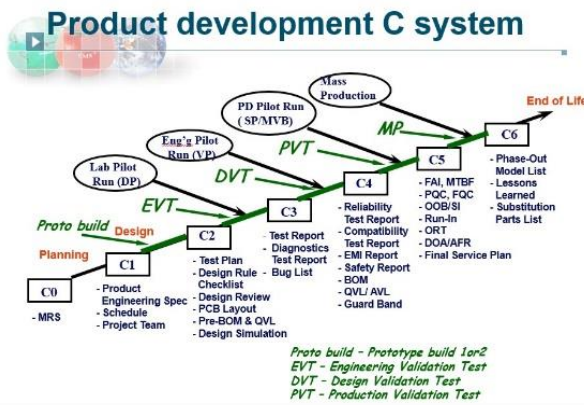 Product development C system
Mass
Production
End of Life
PD Pilot Run
( SP/MVB)
MP
C6
Eng'g Pilot
Run (VP)
PVT
C5
- Phase-Out
Model List
- Lessons
Learned
- Substitution
Parts List
Lab Pilot
Run (DP)
DVT
C4
- FAI, MTBF
- PQC, FQC
- OOB/SI
- Run-In
- ORT
- DOA/AFR
- Final Service Plan
EVT
C3
- Reliability
Test Report
- Compatibility
Test Report
- EMI Report
- Safety Report
- BOM
- QVL/ AVL
- Guard Band
Proto build
Design
C2
- Test Report
- Diagnostics
Test Report
- Bug List
Planning
C1
- Test Plan
- Design Rule
Checklist
- Design Review
- PCB Layout
- Pre-BOM & QVL
- Design Simulation
C0
- Product
Engineering Spec
- Schedule
- Project Team
- MRS
Proto build – Prototype build 1or2
EVT – Engineering Validation Test
DVT – Design Validation Test
PVT – Production Validation Test